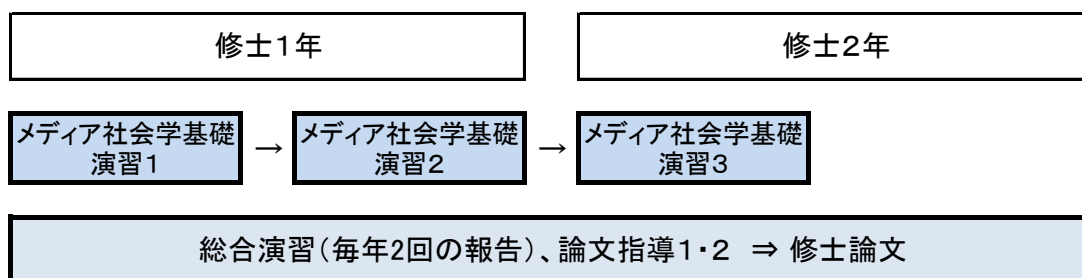 修士１年
修士２年
メディア社会学基礎
演習１
→
メディア社会学基礎
演習２
→
メディア社会学基礎
演習３
総合演習（毎年2回の報告）、論文指導１・２ ⇒ 修士論文